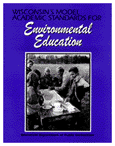 WISCONSIN'S MODEL
ACADEMIC STANDARDS FOR
Environmental
Education